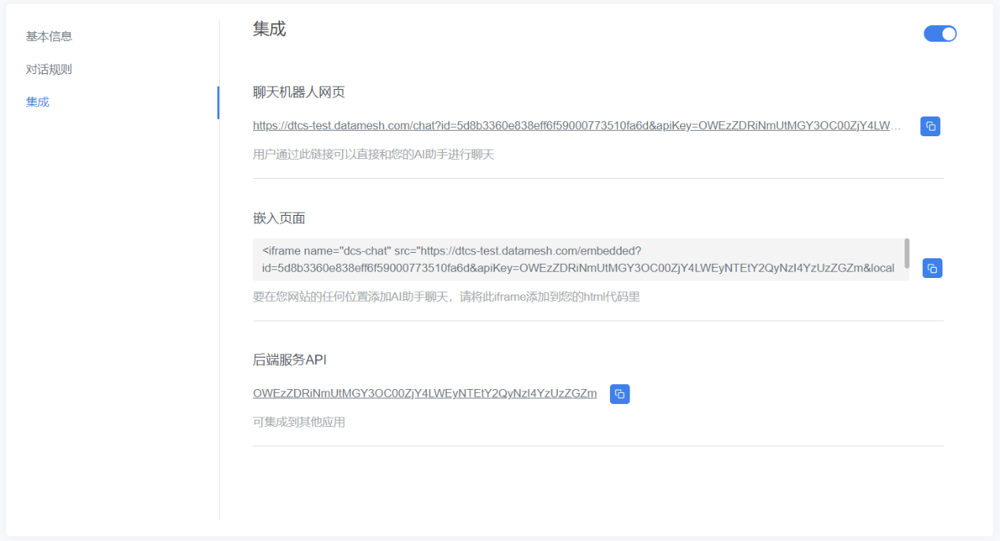 基本信息
对话规则
集成
集成
聊天机器人网页
https://dtcs-test.datamesh.com/chat?id=5d8b3360e838eff6f59000773510fa6d&apiKey=OWEzZDRiNmUtMGY3OC00ZjY4LW...
用户通过此链接可以直接和您的AI助手进行聊天
嵌入页面
<iframe name="dcs-chat" src="https://dtcs-test.datamesh.com/embedded?
id=5d8b3360e838eff6f59000773510fa6d&apiKey=OWEzZDRiNmUtMGY3OC00ZjY4LWEyNTEtY2QyNzI4YzUzZGZm&local
要在您网站的任何位置添加AI助手聊天，请将此iframe添加到您的html代码里
后端服务API
OWEzZDRiNmUtMGY3OC00ZjY4LWEyNTEtY2QyNzI4YzUzZGZm
可集成到其他应用